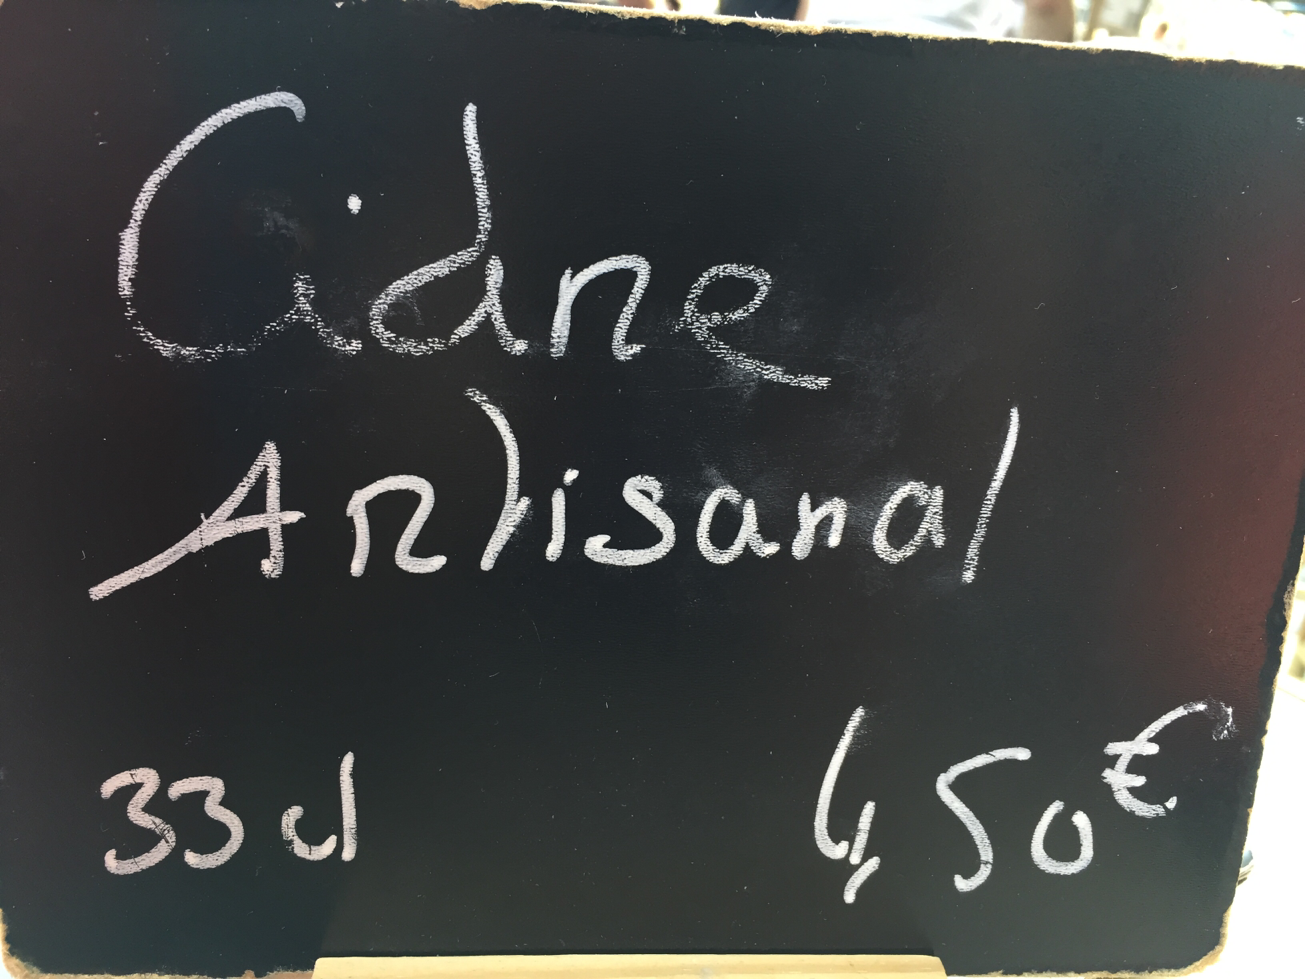 Cidre
Artisanal
33 cl 4,50€